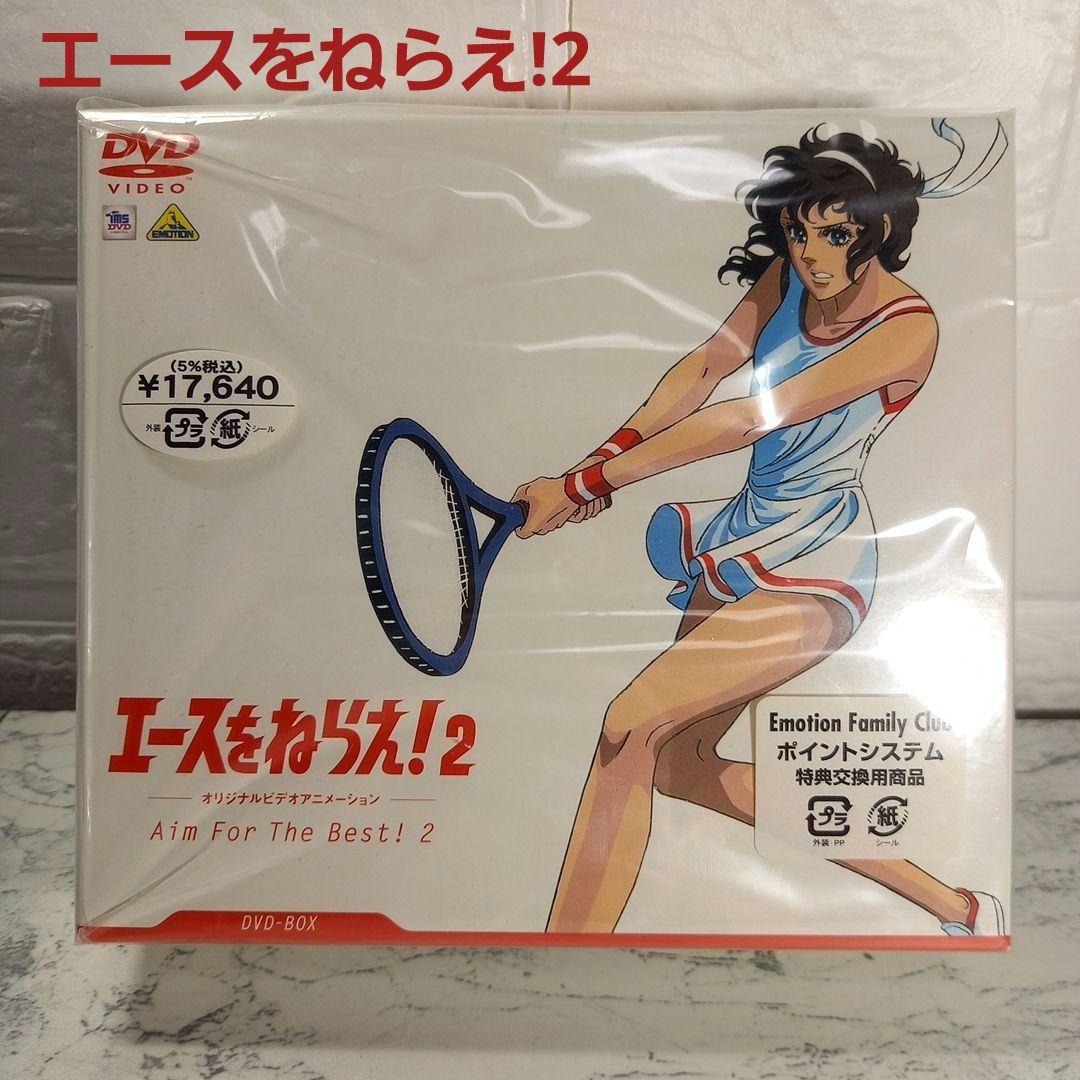 エースをねらえ!2
DVD
VIDEO
TMS
DVD
EMOTION
(5%税込)
¥17,640
外装 プラ 紙 シール
エースをねらえ!2
オリジナルビデオアニメーション
Aim For The Best! 2
Emotion Family Club
ポイントシステム
特典交換用商品
プラ 紙
外装・PP シール
DVD-BOX